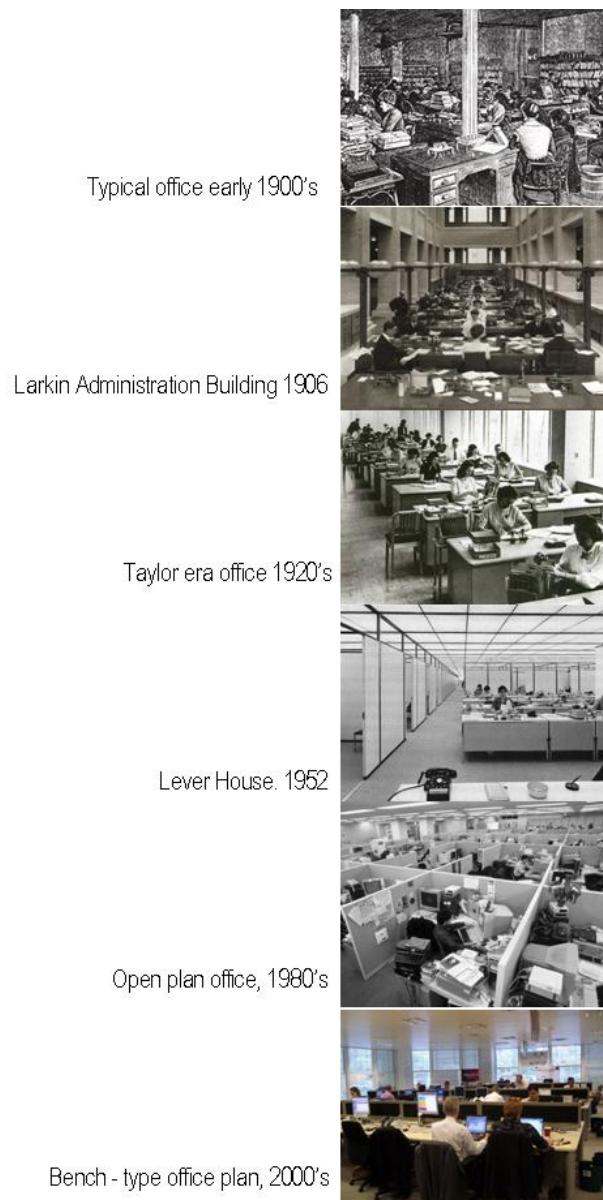 Typical office early 1900's
Larkin Administration Building 1906
Taylor era office 1920's
Lever House. 1952
Open plan office, 1980's
Bench - type office plan, 2000's